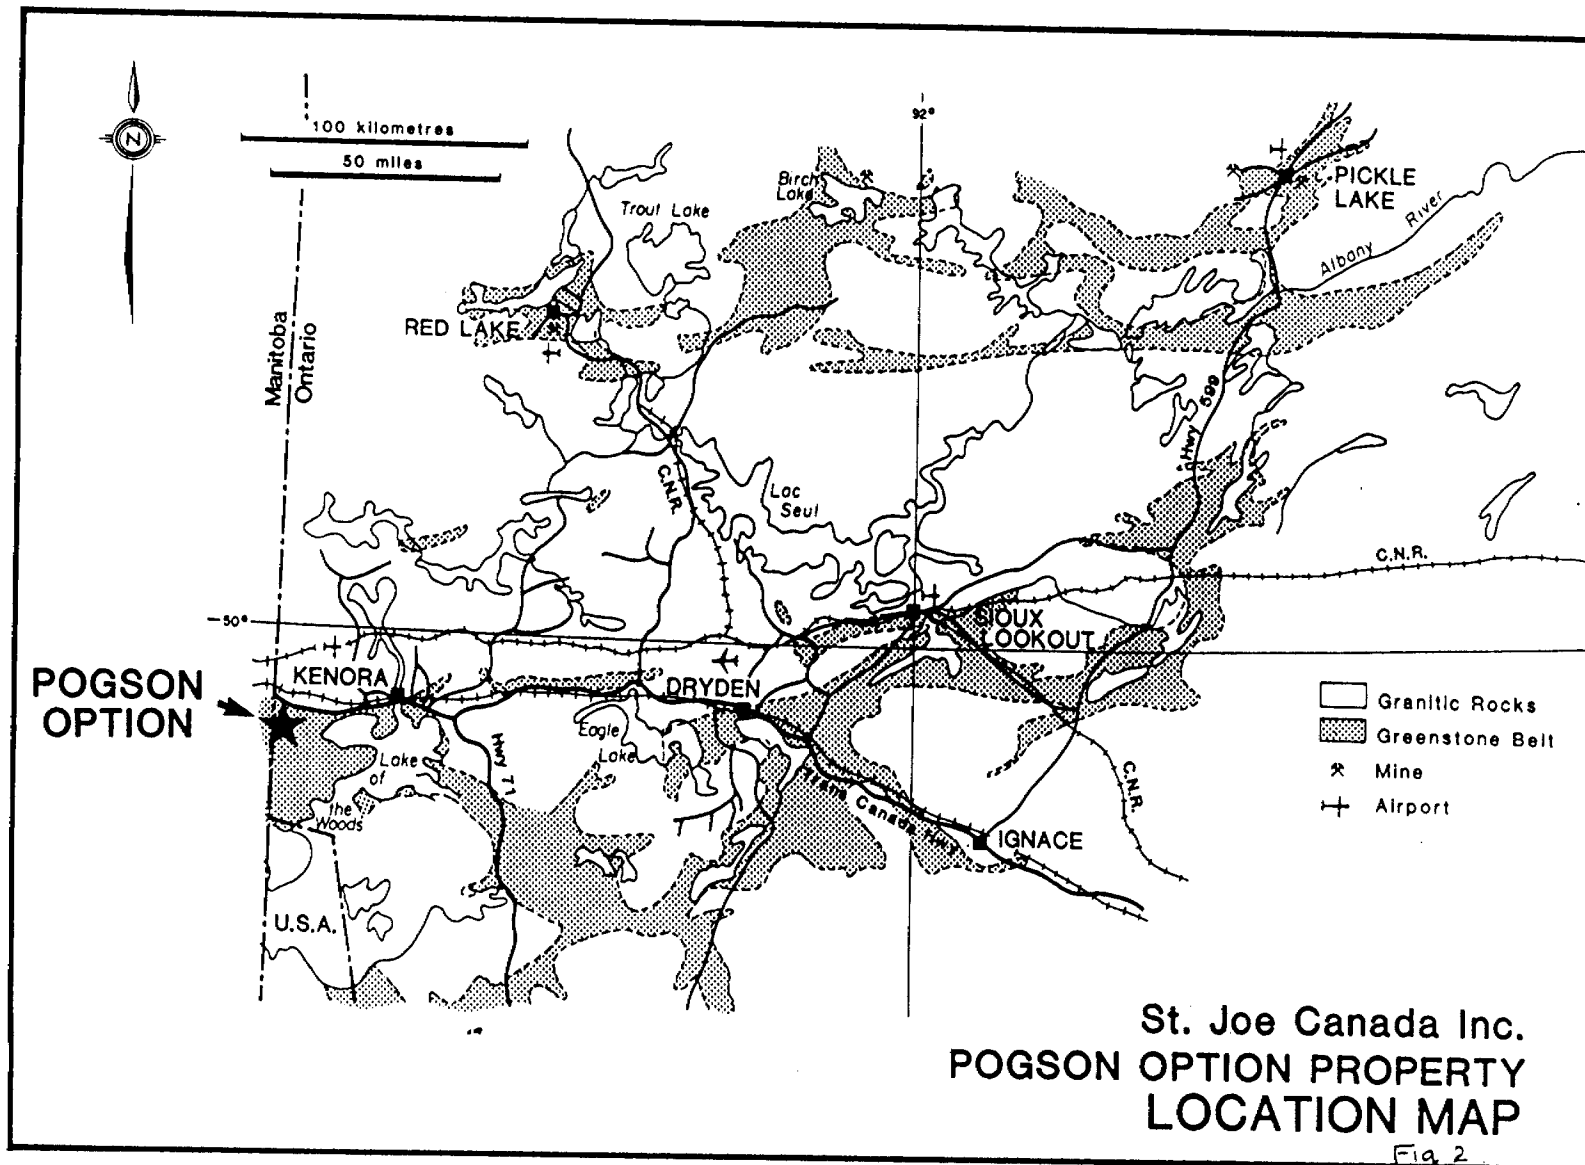 N
100 kilometres
50 miles
92°
Manitoba
Ontario
Trout Lake
Birch
Lake
PICKLE
LAKE
Albany River
RED LAKE
Hwy 599
C.N.R.
Lac
Seul
C.N.R.
50°
SIOUX
LOOKOUT
KENORA
POGSON
OPTION
DRYDEN
Eagle
Lake
Hwy 71
Lake
of
the
Woods
Trans Canada Hwy
C.N.R.
IGNACE
U.S.A.
Granitic Rocks
Greenstone Belt
Mine
Airport
St. Joe Canada Inc.
POGSON OPTION PROPERTY
LOCATION MAP
Fig 2